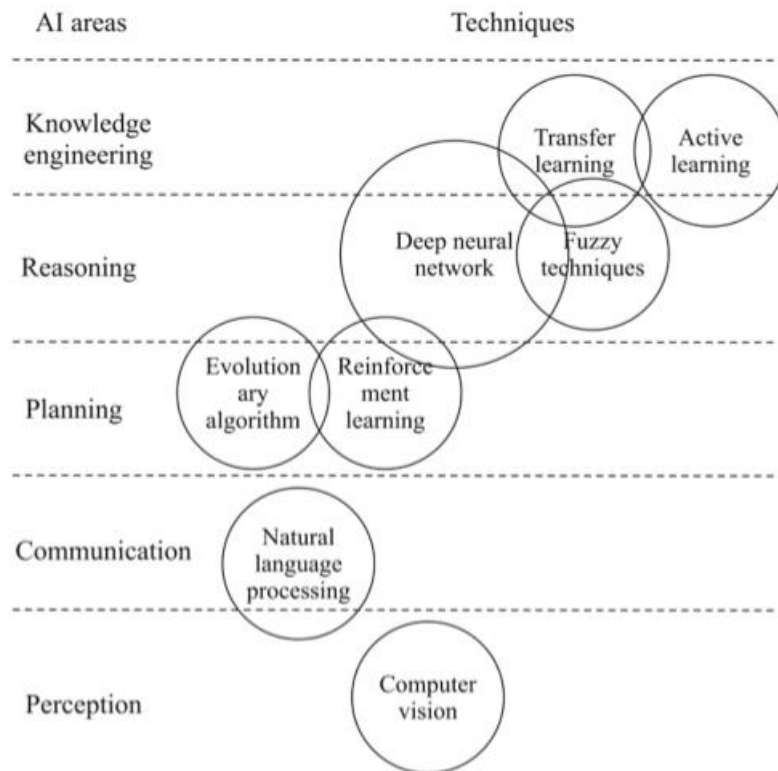 AI areas
Techniques
Knowledge
engineering
Transfer
learning
Active
learning
Reasoning
Deep neural
network
Fuzzy
techniques
Planning
Evolution
ary
algorithm
Reinforce
ment
learning
Communication
Natural
language
processing
Perception
Computer
vision